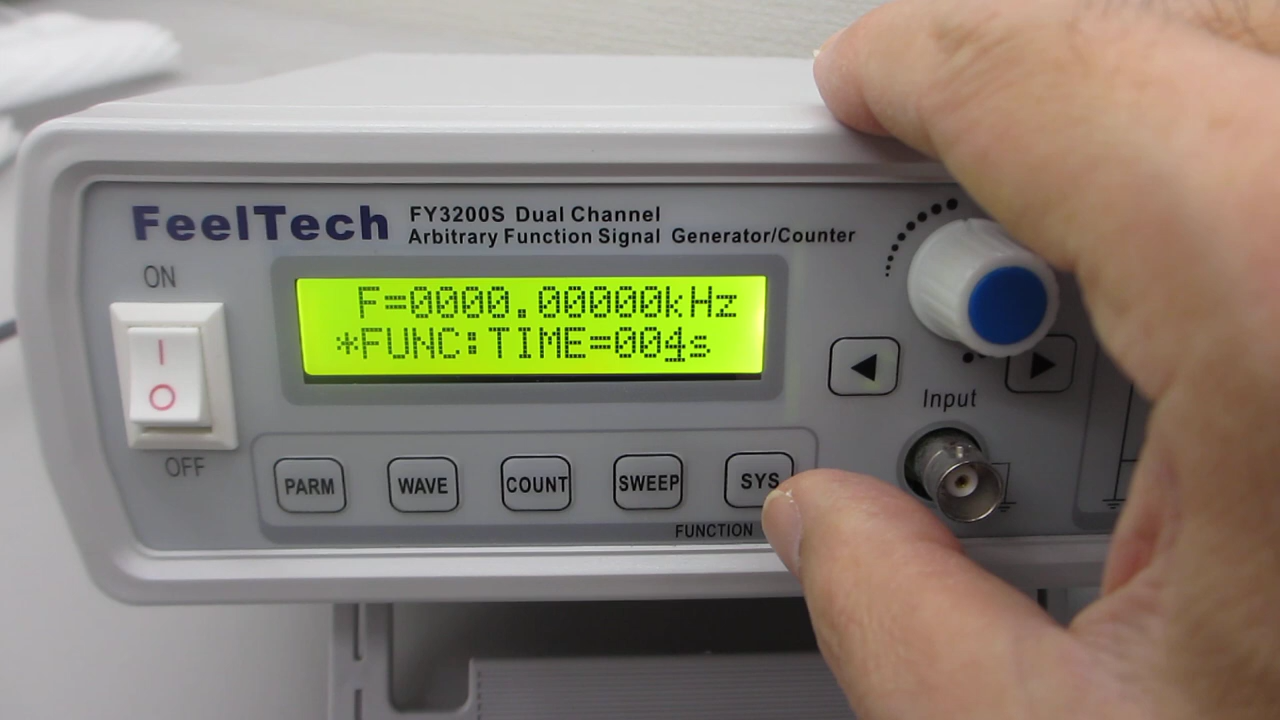 FeelTech
FY3200S Dual Channel
Arbitrary Function Signal Generator/Counter
ON
F=0000.00000kHz
*FUNC:TIME=004s
I
O
OFF
Input
PARM
WAVE
COUNT
SWEEP
SYS
FUNCTION